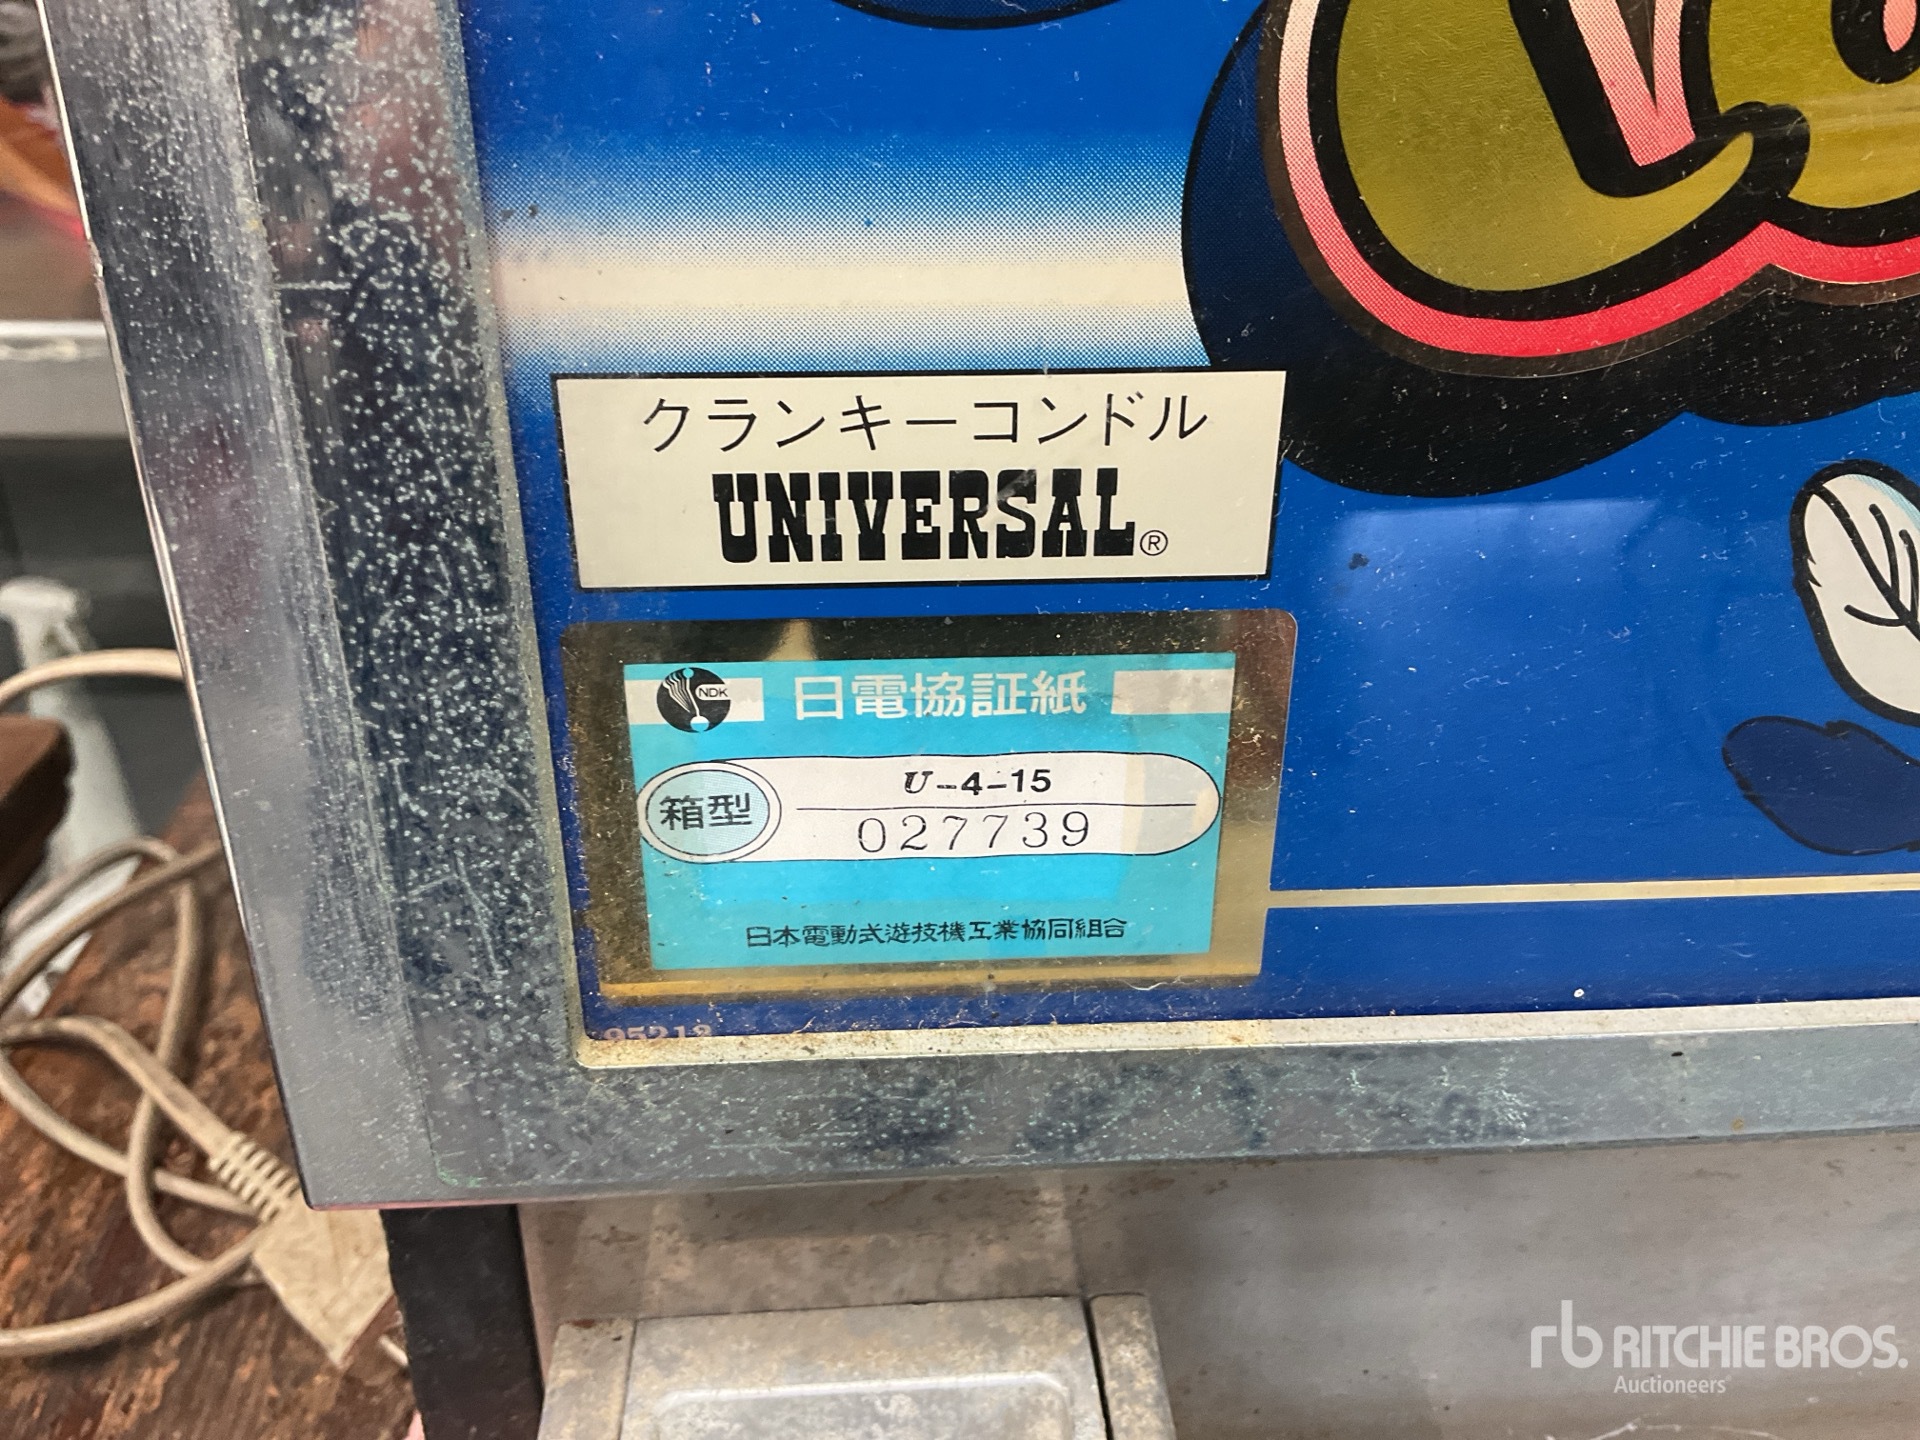 クランキーコンドル
UNIVERSAL®
NDK
日電協証紙
箱型
U-4-15
027739
日本電動式遊技機工業協同組合
95213
rb RITCHIE BROS.
Auctioneers